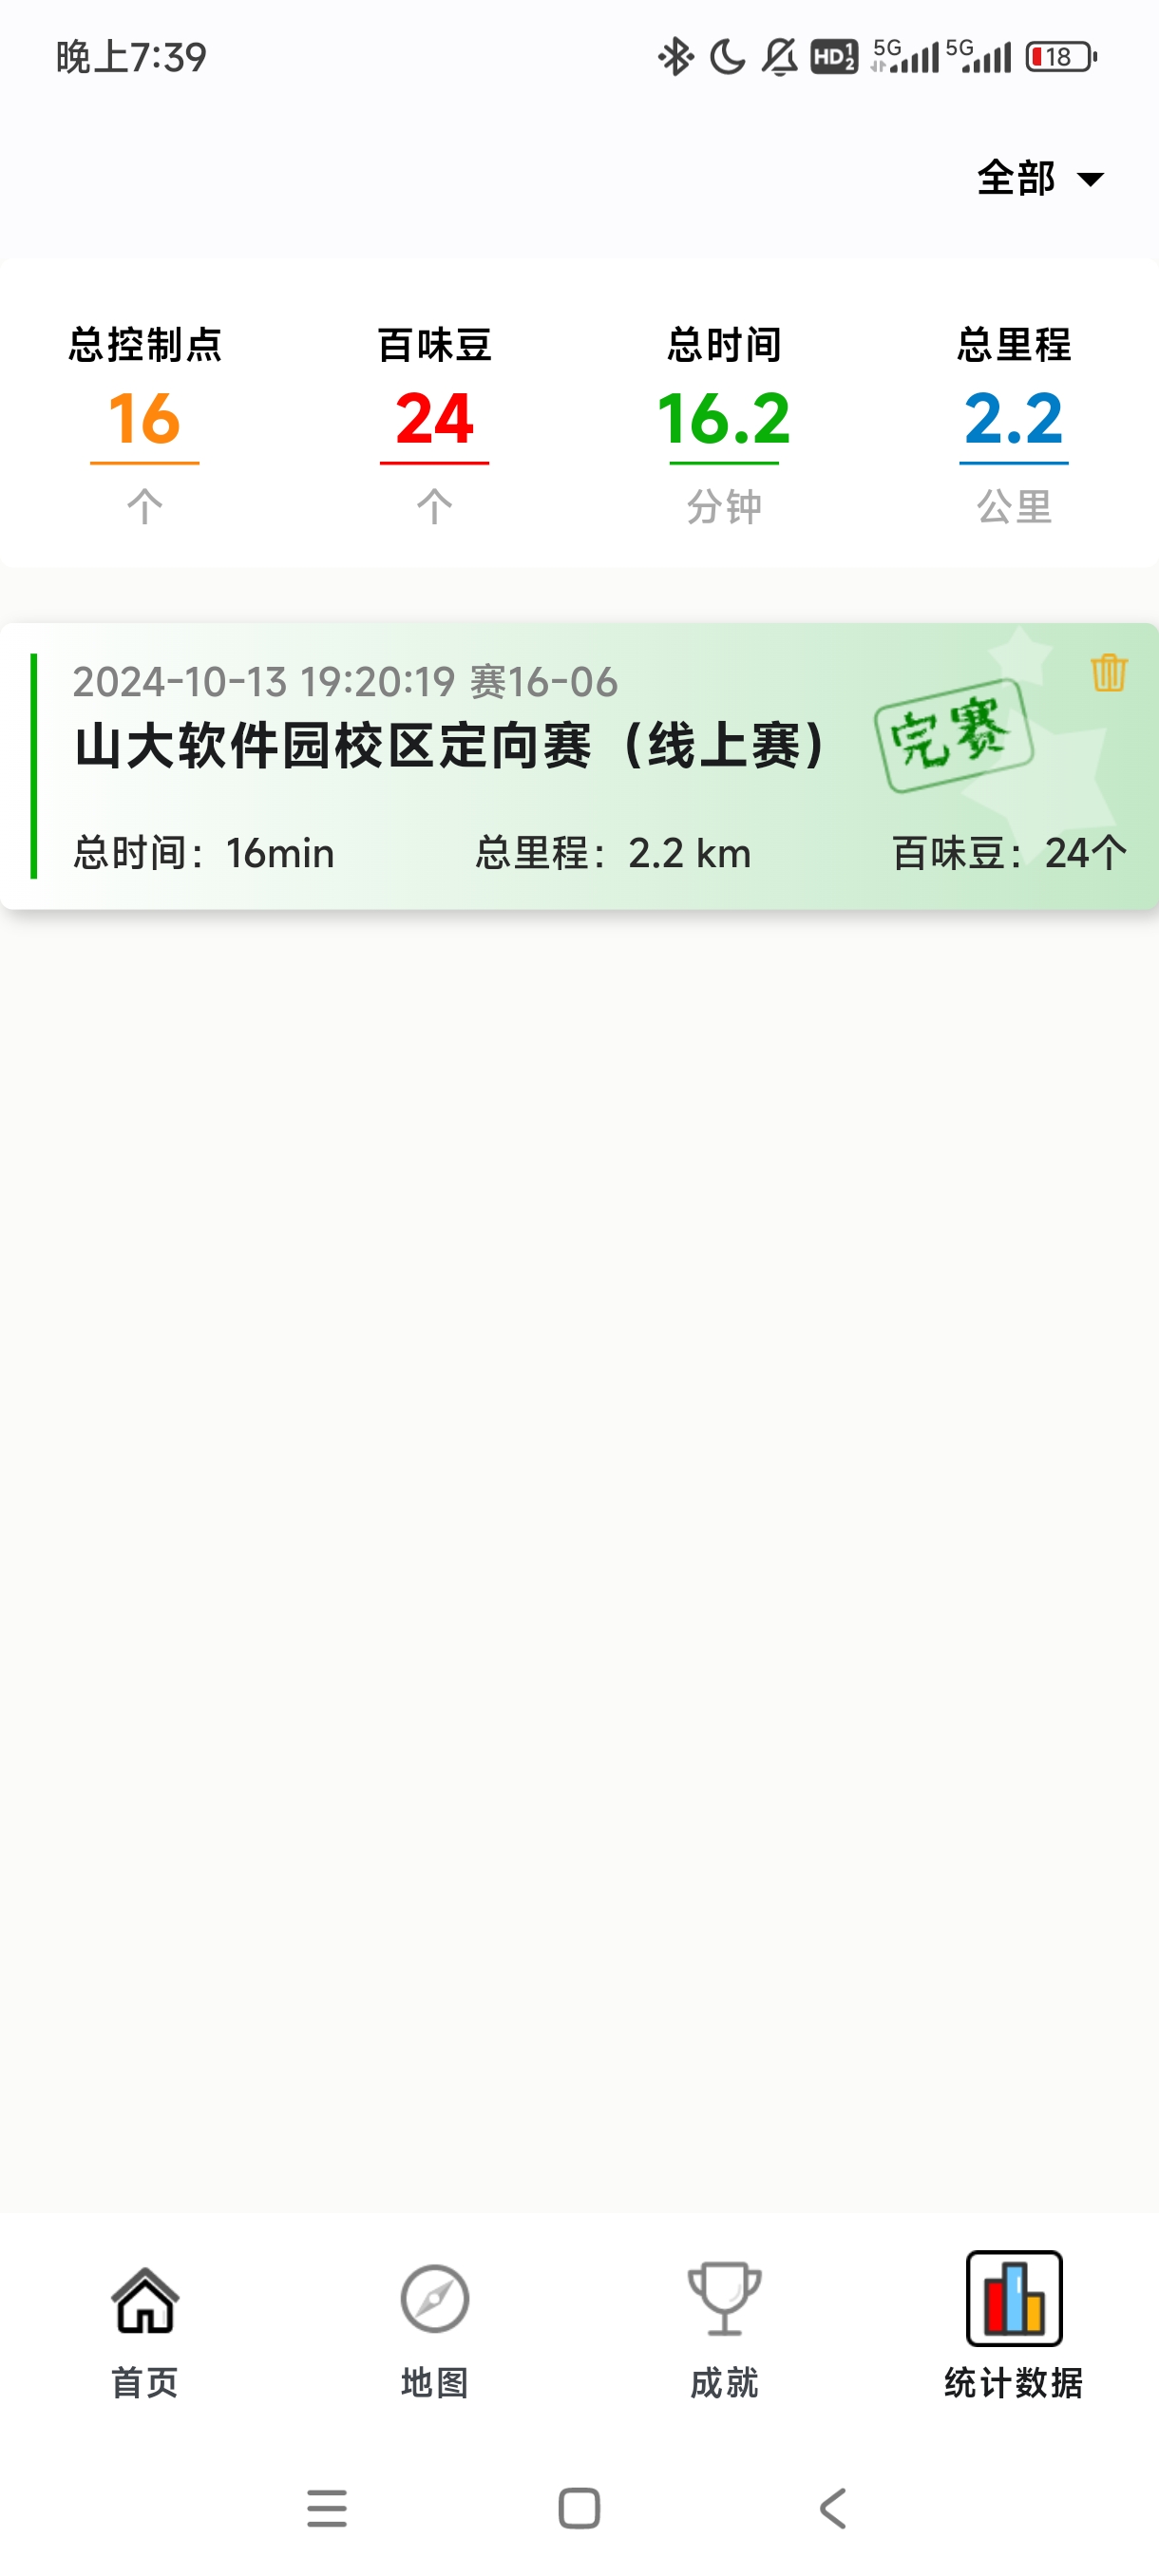 晚上7:39
HD 1 2 5G 5G 18
全部
总控制点 百味豆 总时间 总里程
16 24 16.2 2.2
个 个 分钟 公里
2024-10-13 19:20:19 赛16-06
山大软件园校区定向赛（线上赛）
完赛
总时间：16min 总里程：2.2 km 百味豆：24个
首页 地图 成就 统计数据